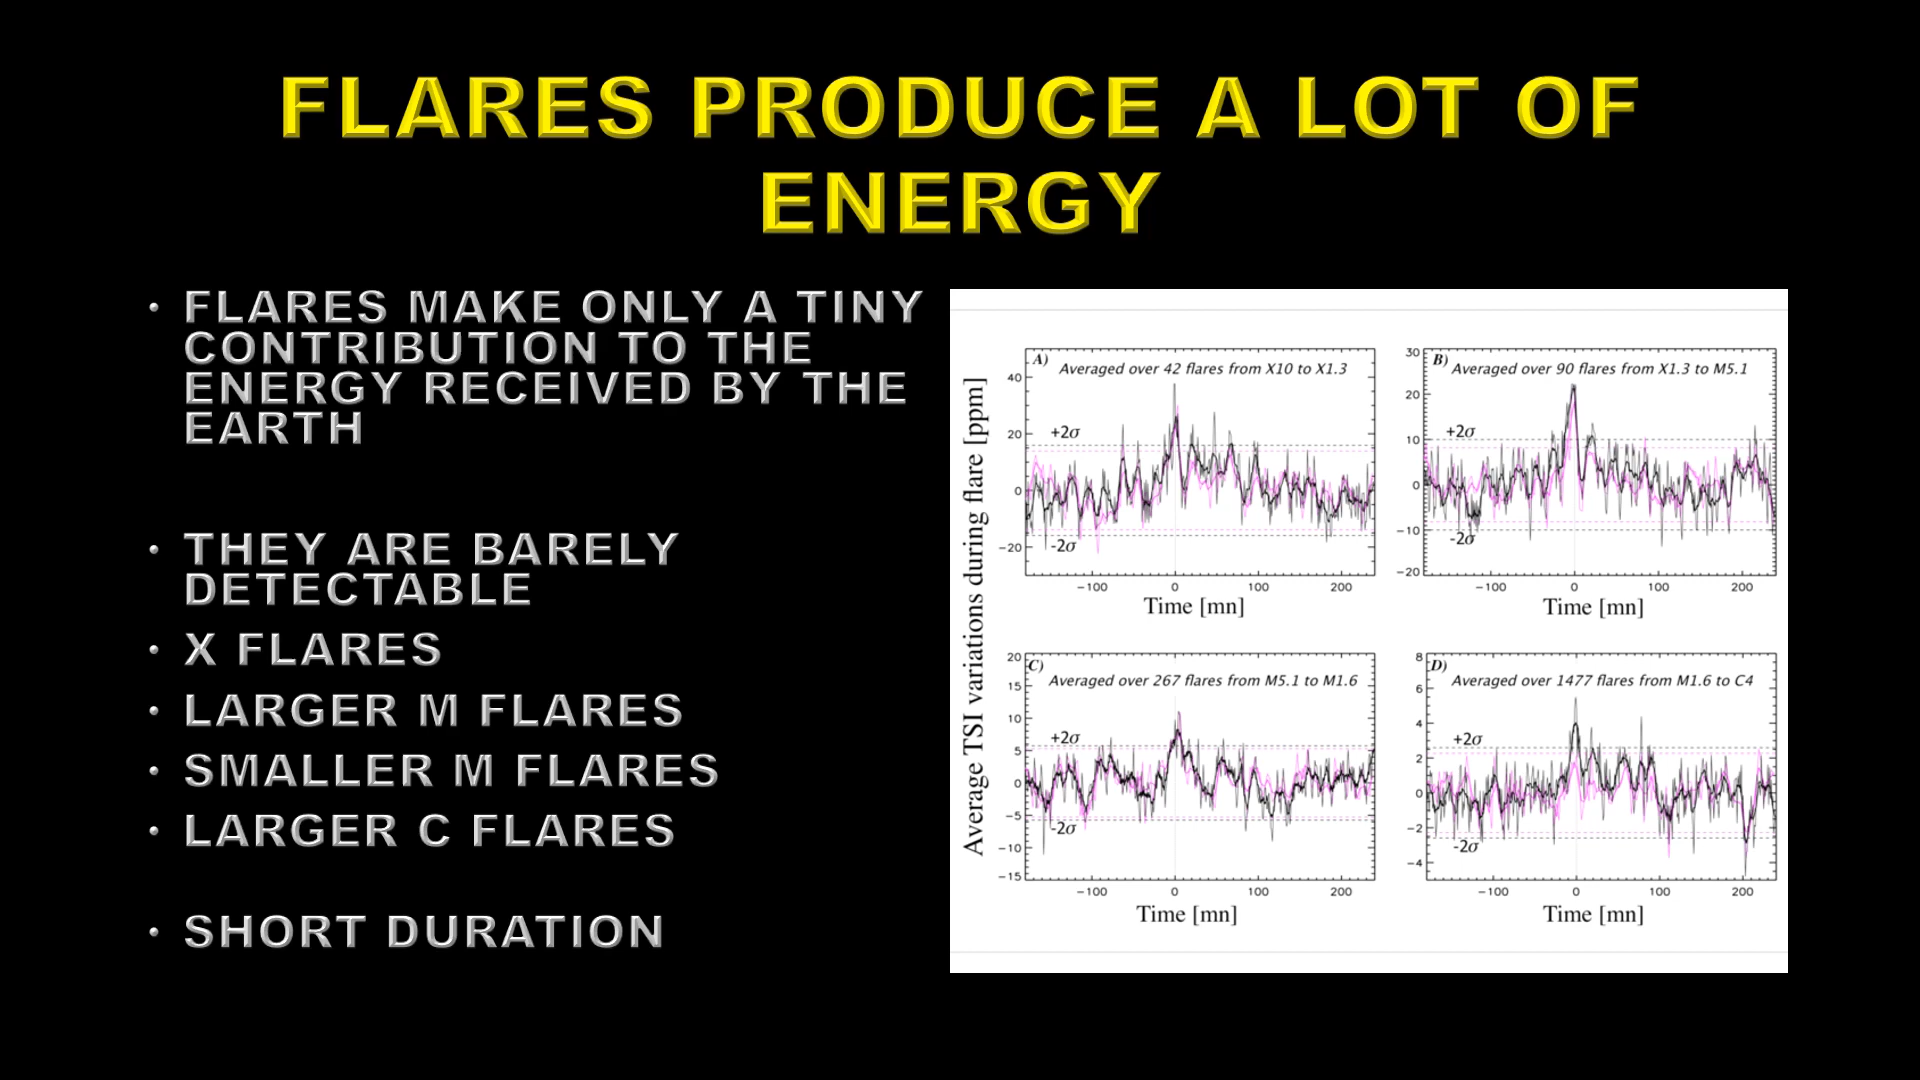 FLARES PRODUCE A LOT OF
ENERGY
• FLARES MAKE ONLY A TINY
CONTRIBUTION TO THE
ENERGY RECEIVED BY THE
EARTH
• THEY ARE BARELY
DETECTABLE
• X FLARES
• LARGER M FLARES
• SMALLER M FLARES
• LARGER C FLARES
• SHORT DURATION
Average TSI variations during flare [ppm]
A)
Averaged over 42 flares from X10 to X1.3
40
20
0
−20
+2σ
-2σ
−100 0 100 200
Time [mn]
B)
Averaged over 90 flares from X1.3 to M5.1
30
20
10
0
−10
−20
+2σ
-2σ
−100 0 100 200
Time [mn]
C)
Averaged over 267 flares from M5.1 to M1.6
20
15
10
5
0
−5
−10
−15
+2σ
-2σ
−100 0 100 200
Time [mn]
D)
Averaged over 1477 flares from M1.6 to C4
8
6
4
2
0
−2
−4
+2σ
-2σ
−100 0 100 200
Time [mn]